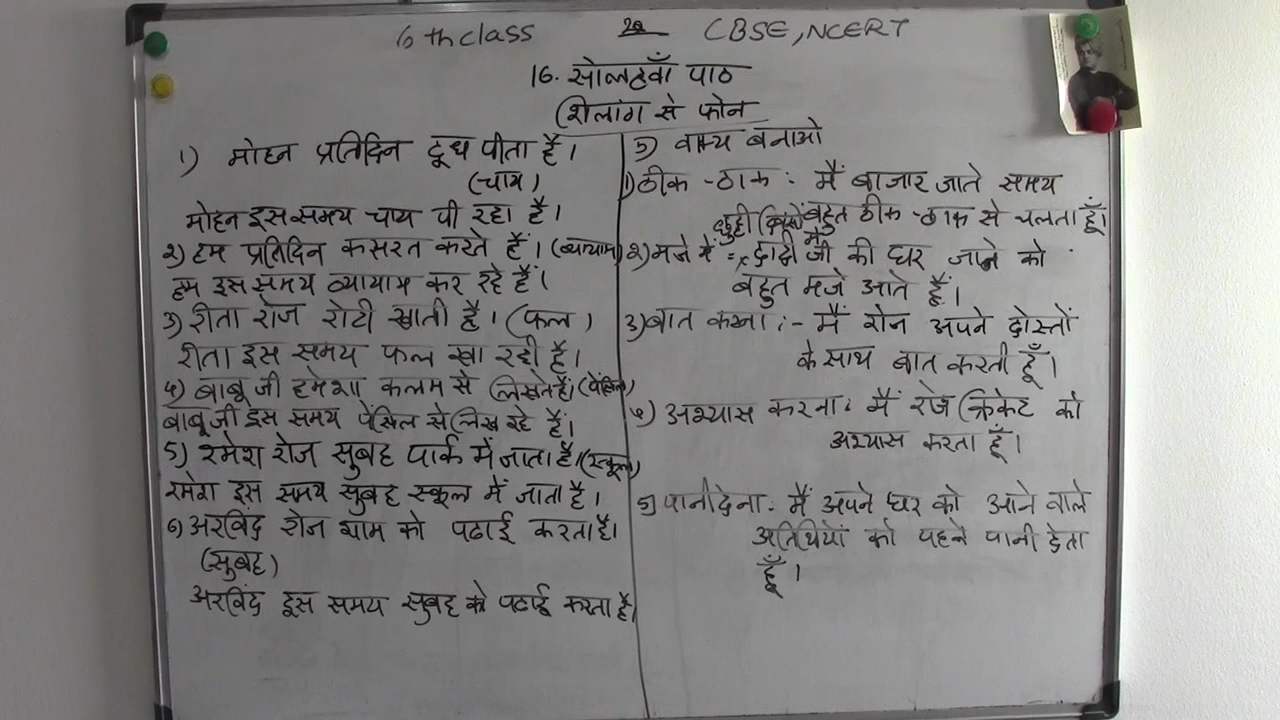 6thclass 20 CBSE, NCERT
16. सोलहवाँ पाठ
शिलांग से फोन
1) मोहन प्रतिदिन दूध पीता है।
(चाय)
मोहन इस समय चाय पी रहा है।
2) हम प्रतिदिन कसरत करते हैं। (व्यायाम)
हम इस समय व्यायाम कर रहे हैं।
3) रीता रोज रोटी खाती है। (फल)
रीता इस समय फल खा रही है।
4) बाबूजी हमेशा कलम से लिखते हैं। (पेंसिल)
बाबूजी इस समय पेंसिल से लिख रहे हैं।
5) रमेश रोज सुबह पार्क में जाता है। (स्कूल)
रमेश इस समय सुबह स्कूल में जाता है।
6) अरविंद रोज शाम को पढाई करता है।
(सुबह)
अरविंद इस समय सुबह को पढाई करता है।
5) वाक्य बनाओ
1) ठीक-ठाक: मैं बाजार जाते समय
बहुत ठीक-ठाक से चलता हूँ।
छुट्टी में
2) मजे में = दादी जी की घर जाने को
बहुत मजे आते हैं।
3) बात करना :- मैं रोज अपने दोस्तों
के साथ बात करती हूँ।
4) अभ्यास करना: मैं रोज क्रिकेट को
अभ्यास करता हूँ।
5) पानी देना: मैं अपने घर को आने वाले
अतिथियों को पहले पानी देता
हूँ।